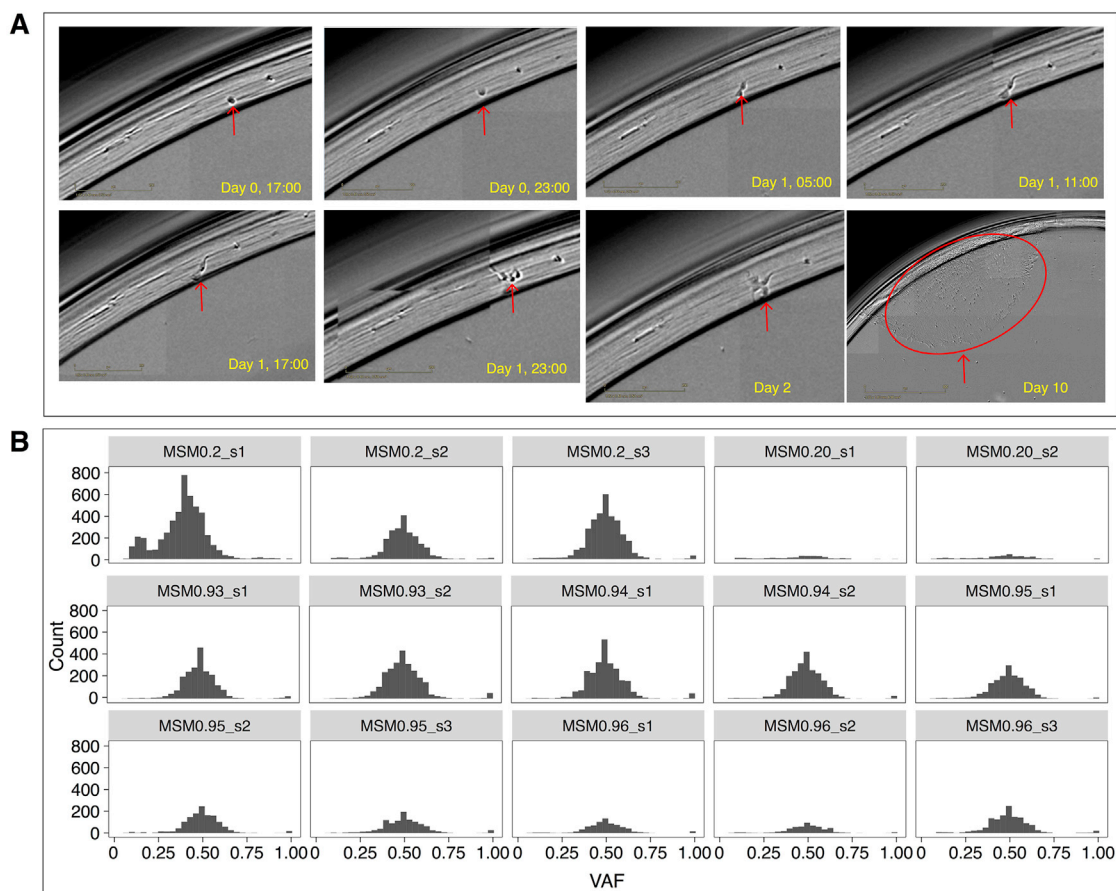 A
Day 0, 17:00
Day 0, 23:00
Day 1, 05:00
Day 1, 11:00
Day 1, 17:00
Day 1, 23:00
Day 2
Day 10
B
MSM0.2_s1 MSM0.2_s2 MSM0.2_s3 MSM0.20_s1 MSM0.20_s2
800
600
400
200
0
MSM0.93_s1 MSM0.93_s2 MSM0.94_s1 MSM0.94_s2 MSM0.95_s1
800
600
400
200
0
Count
MSM0.95_s2 MSM0.95_s3 MSM0.96_s1 MSM0.96_s2 MSM0.96_s3
800
600
400
200
0
0 0.25 0.50 0.75 1.00 0 0.25 0.50 0.75 1.00 0 0.25 0.50 0.75 1.00 0 0.25 0.50 0.75 1.00 0 0.25 0.50 0.75 1.00
VAF